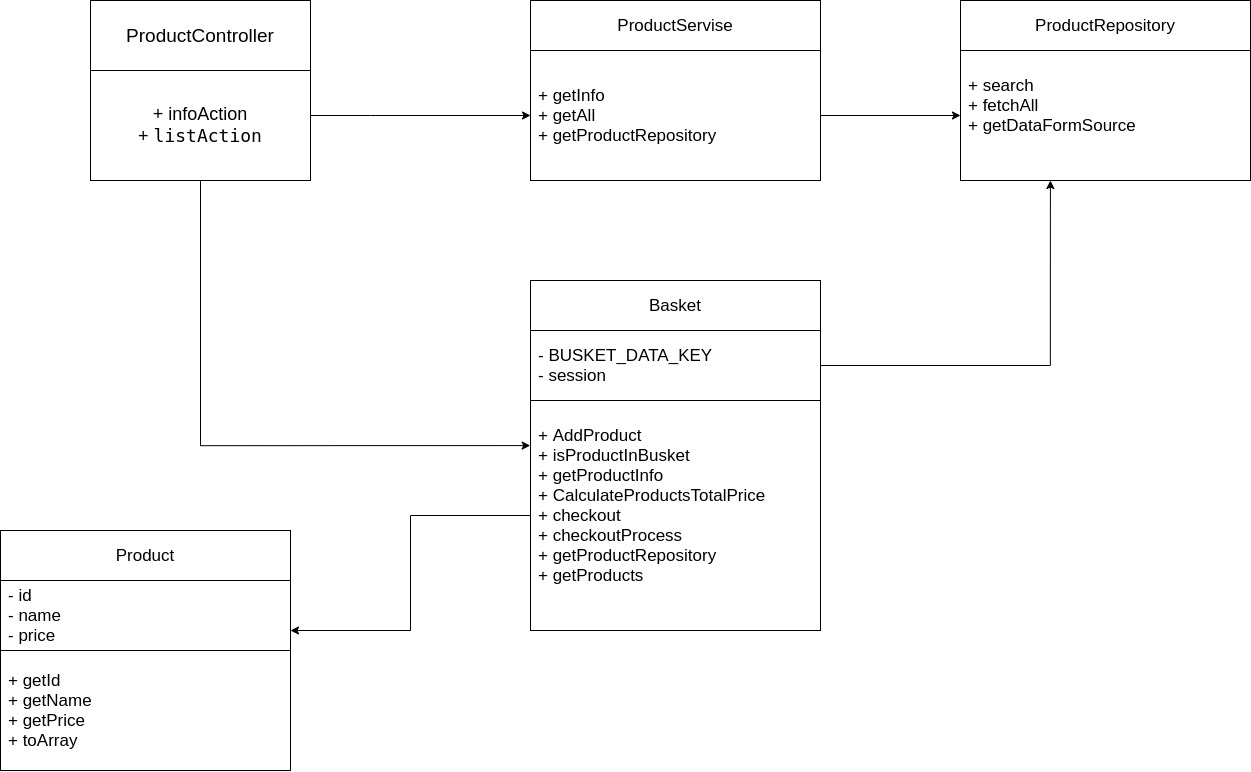 ProductController
+ infoAction
+ listAction
ProductServise
+ getInfo
+ getAll
+ getProductRepository
ProductRepository
+ search
+ fetchAll
+ getDataFormSource
Basket
- BUSKET_DATA_KEY
- session
+ AddProduct
+ isProductInBusket
+ getProductInfo
+ CalculateProductsTotalPrice
+ checkout
+ checkoutProcess
+ getProductRepository
+ getProducts
Product
- id
- name
- price
+ getId
+ getName
+ getPrice
+ toArray